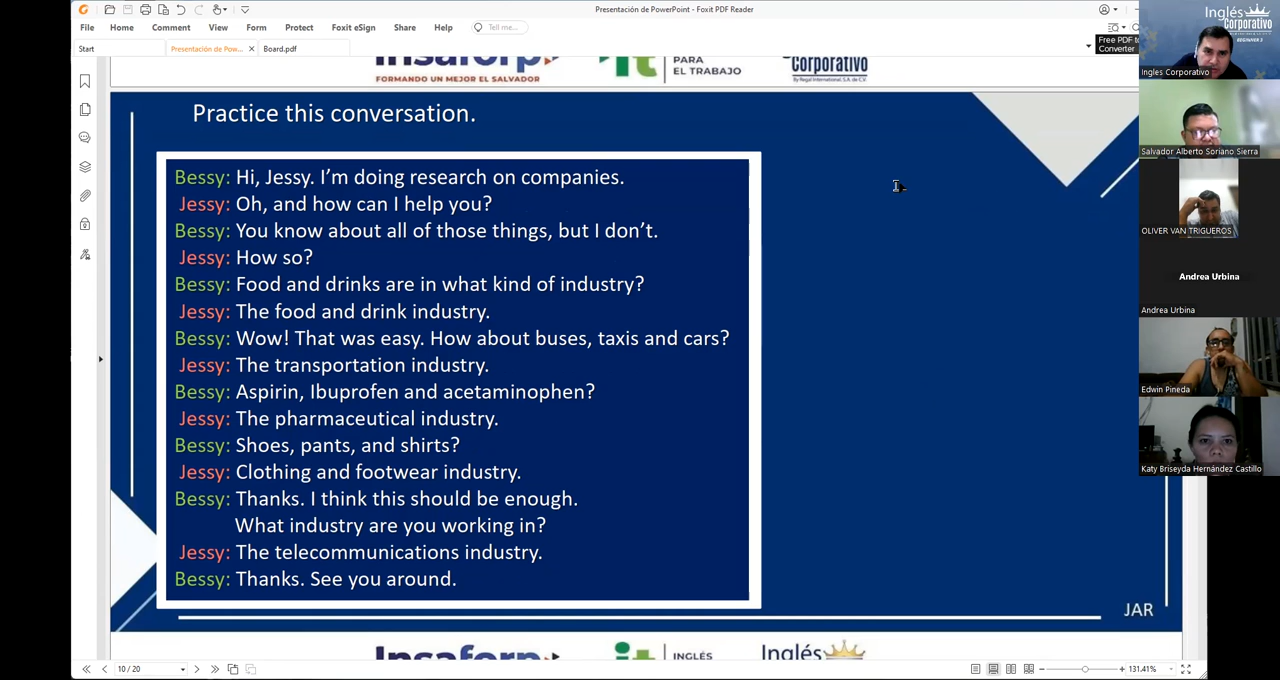 Presentación de PowerPoint - Foxit PDF Reader
File Home Comment View Form Protect Foxit eSign Share Help Tell me...
Free PDF to
Converter
Start Presentación de Pow... × Board.pdf
FORMANDO UN MEJOR EL SALVADOR
PARA
EL TRABAJO
Corporativo
By Regal International, S.A. de C.V.
Practice this conversation.
Bessy: Hi, Jessy. I'm doing research on companies.
Jessy: Oh, and how can I help you?
Bessy: You know about all of those things, but I don't.
Jessy: How so?
Bessy: Food and drinks are in what kind of industry?
Jessy: The food and drink industry.
Bessy: Wow! That was easy. How about buses, taxis and cars?
Jessy: The transportation industry.
Bessy: Aspirin, Ibuprofen and acetaminophen?
Jessy: The pharmaceutical industry.
Bessy: Shoes, pants, and shirts?
Jessy: Clothing and footwear industry.
Bessy: Thanks. I think this should be enough.
What industry are you working in?
Jessy: The telecommunications industry.
Bessy: Thanks. See you around.
JAR
INGLÉS
Inglés
10 / 20
131.41%
Inglés
Corporativo
BEGINNER 3
Ingles Corporativo
Salvador Alberto Soriano Sierra
OLIVER VAN TRIGUEROS
Andrea Urbina
Andrea Urbina
Edwin Pineda
Katy Briseyda Hernández Castillo